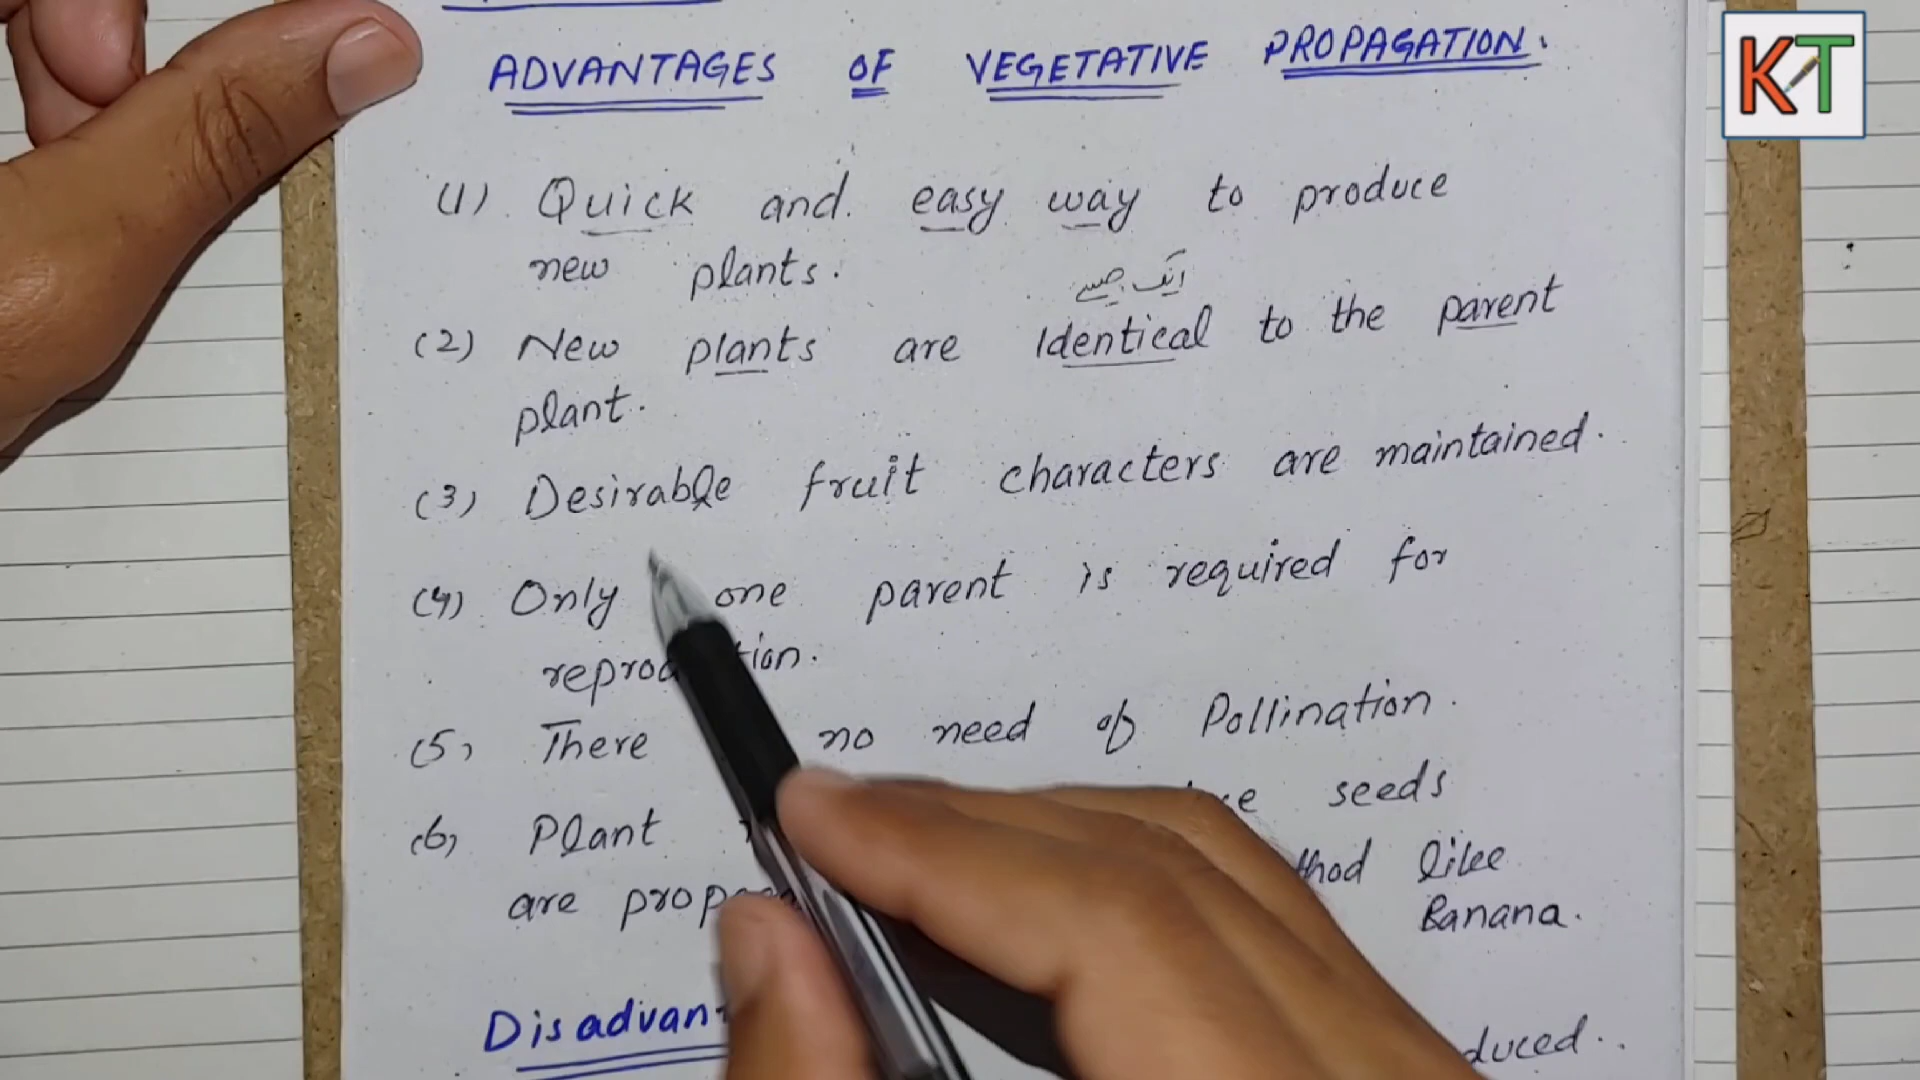 KT
ADVANTAGES OF VEGETATIVE PROPAGATION.
(1) Quick and easy way to produce
new plants.
ایک جیسے
(2) New plants are Identical to the parent
plant.
(3) Desirable fruit characters are maintained.
(4) Only one parent is required for
(5) There no need of Pollination.
(6) Plant seeds
are like
Banana.